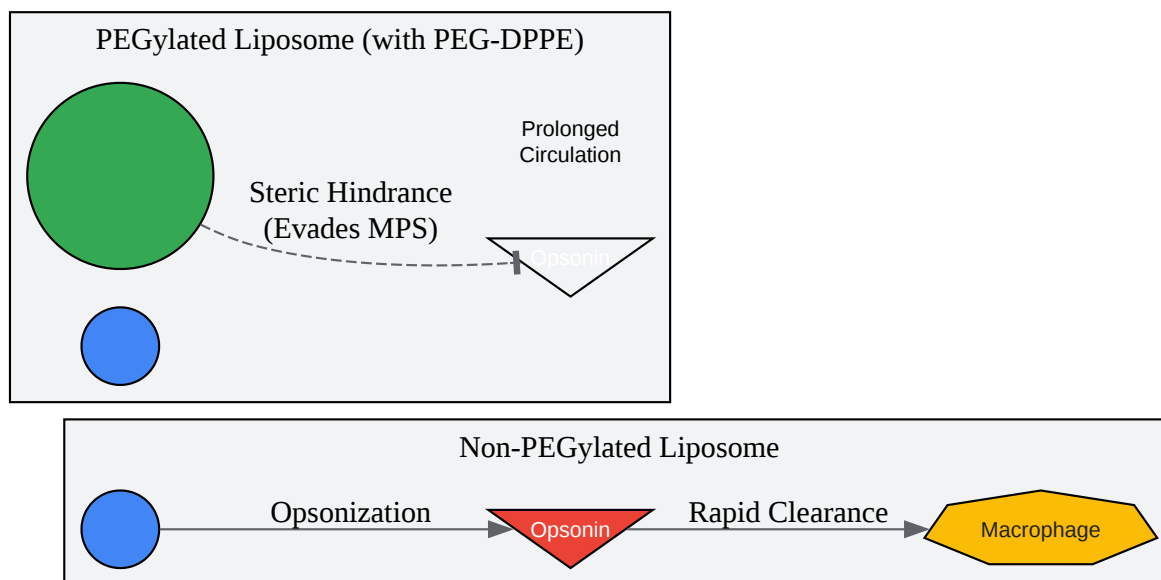 PEGylated Liposome (with PEG-DPPE)
Prolonged
Circulation
Steric Hindrance
(Evades MPS)
Opsonin
Non-PEGylated Liposome
Opsonization
Opsonin
Rapid Clearance
Macrophage